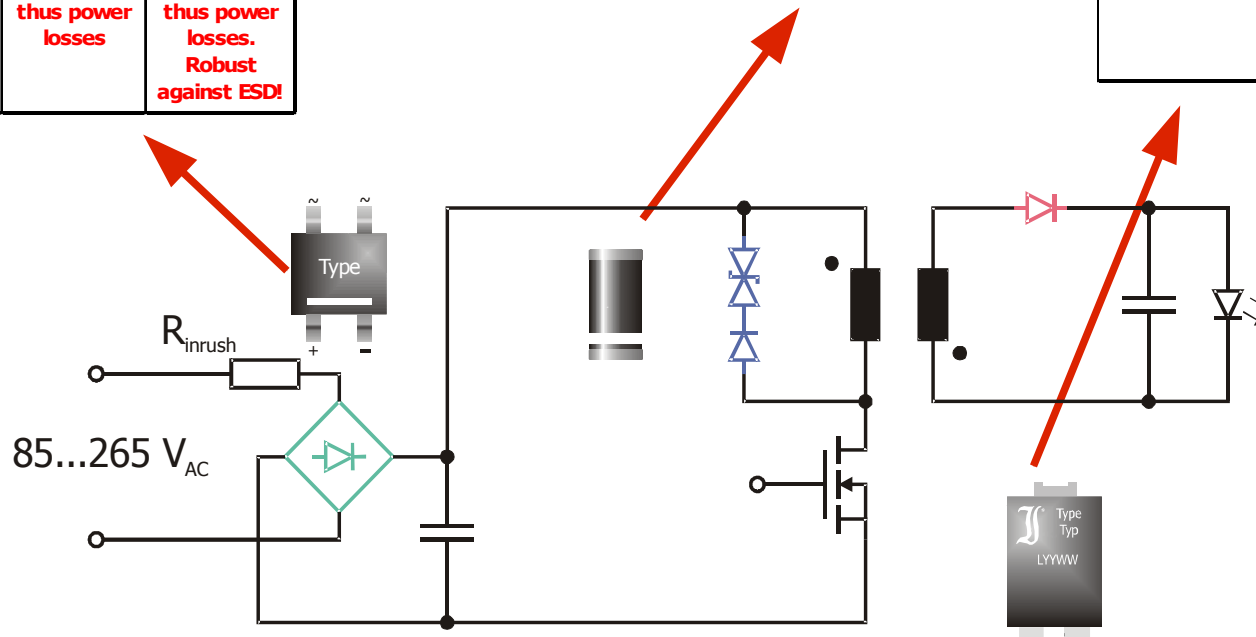 thus power
losses
thus power
losses.
Robust
against ESD!
~ ~
Type
+ -
Rinrush
85...265 VAC
Type
Typ
LYYWW